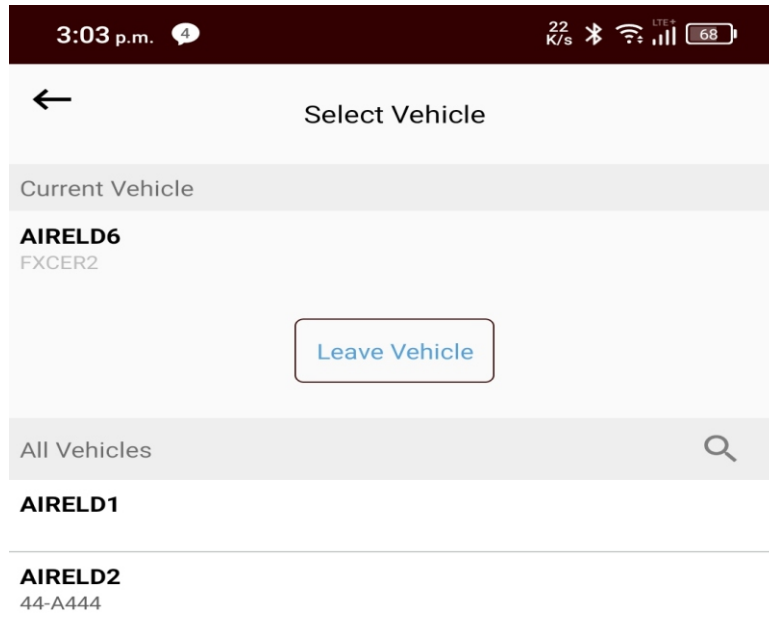 3:03 p.m. 4 22 K/s LTE+ 68
Select Vehicle
Current Vehicle
AIRELD6
FXCER2
Leave Vehicle
All Vehicles
AIRELD1
AIRELD2
44-A444